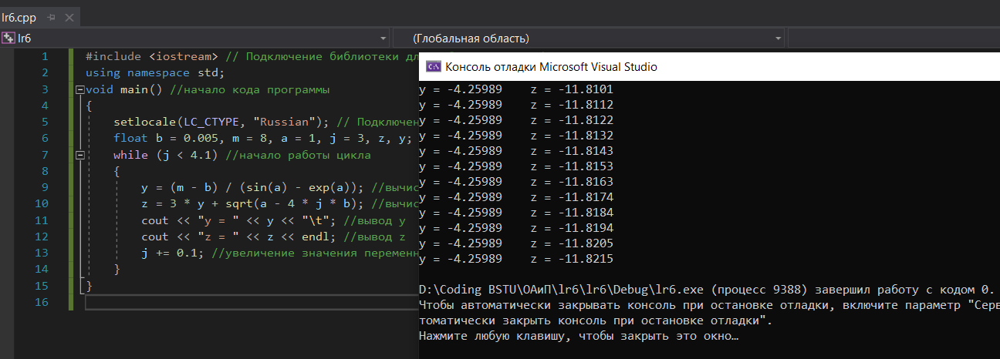 lr6.cpp
lr6 (Глобальная область)
1 #include <iostream> // Подключение библиотеки
2 using namespace std;
3 void main() //начало кода программы
4 {
5 setlocale(LC_CTYPE, "Russian"); //
6 float b = 0.005, m = 8, a = 1, j = 3, z, y;
7 while (j < 4.1) //начало работы цикла
8 {
9 y = (m - b) / (sin(a) - exp(a)); //
10 z = 3 * y + sqrt(a - 4 * j * b); //
11 cout << "y = " << y << "\t"; //вывод y
12 cout << "z = " << z << endl; //вывод z
13 j += 0.1; //увеличение значения
14 }
15 }
16
Консоль отладки Microsoft Visual Studio
y = -4.25989 z = -11.8101
y = -4.25989 z = -11.8112
y = -4.25989 z = -11.8122
y = -4.25989 z = -11.8132
y = -4.25989 z = -11.8143
y = -4.25989 z = -11.8153
y = -4.25989 z = -11.8163
y = -4.25989 z = -11.8174
y = -4.25989 z = -11.8184
y = -4.25989 z = -11.8194
y = -4.25989 z = -11.8205
y = -4.25989 z = -11.8215
D:\Coding BSTU\ОАиП\lr6\lr6\Debug\lr6.exe (процесс 9388) завершил работу с кодом 0.
Чтобы автоматически закрывать консоль при остановке отладки, включите параметр "Серв
томатически закрыть консоль при остановке отладки".
Нажмите любую клавишу, чтобы закрыть это окно…